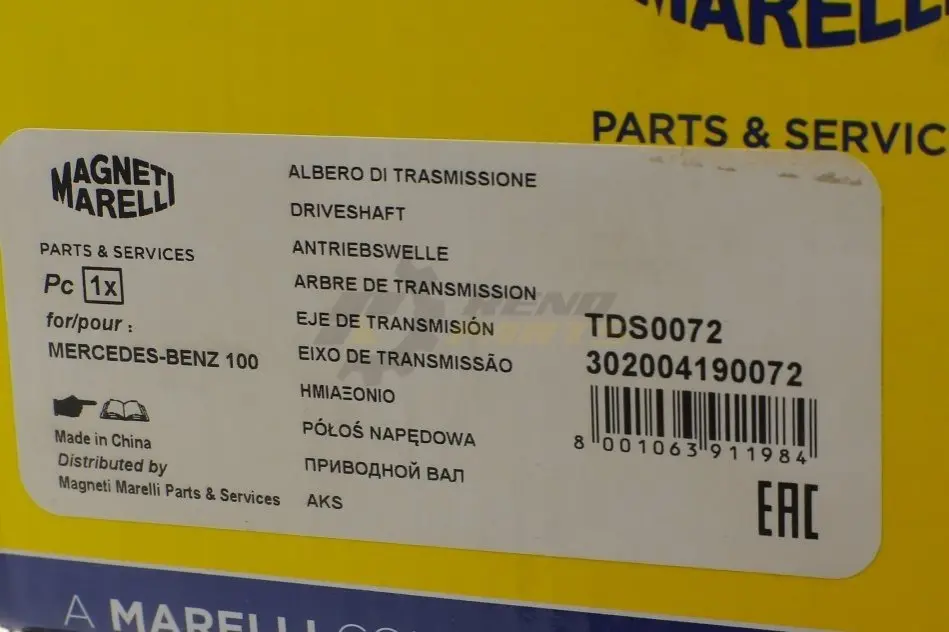 MARELLI
PARTS & SERVIC
MAGNETI
MARELLI
PARTS & SERVICES
Pc 1x
for/pour :
MERCEDES-BENZ 100
Made in China
Distributed by
Magneti Marelli Parts & Services
ALBERO DI TRASMISSIONE
DRIVESHAFT
ANTRIEBSWELLE
ARBRE DE TRANSMISSION
EJE DE TRANSMISIÓN
EIXO DE TRANSMISSÃO
ΗΜΙΑΞΟΝΙΟ
PÓŁOŚ NAPĘDOWA
ПРИВОДНОЙ ВАЛ
AKS
TDS0072
302004190072
8 001063 911984
EAC
A MARELLI CO